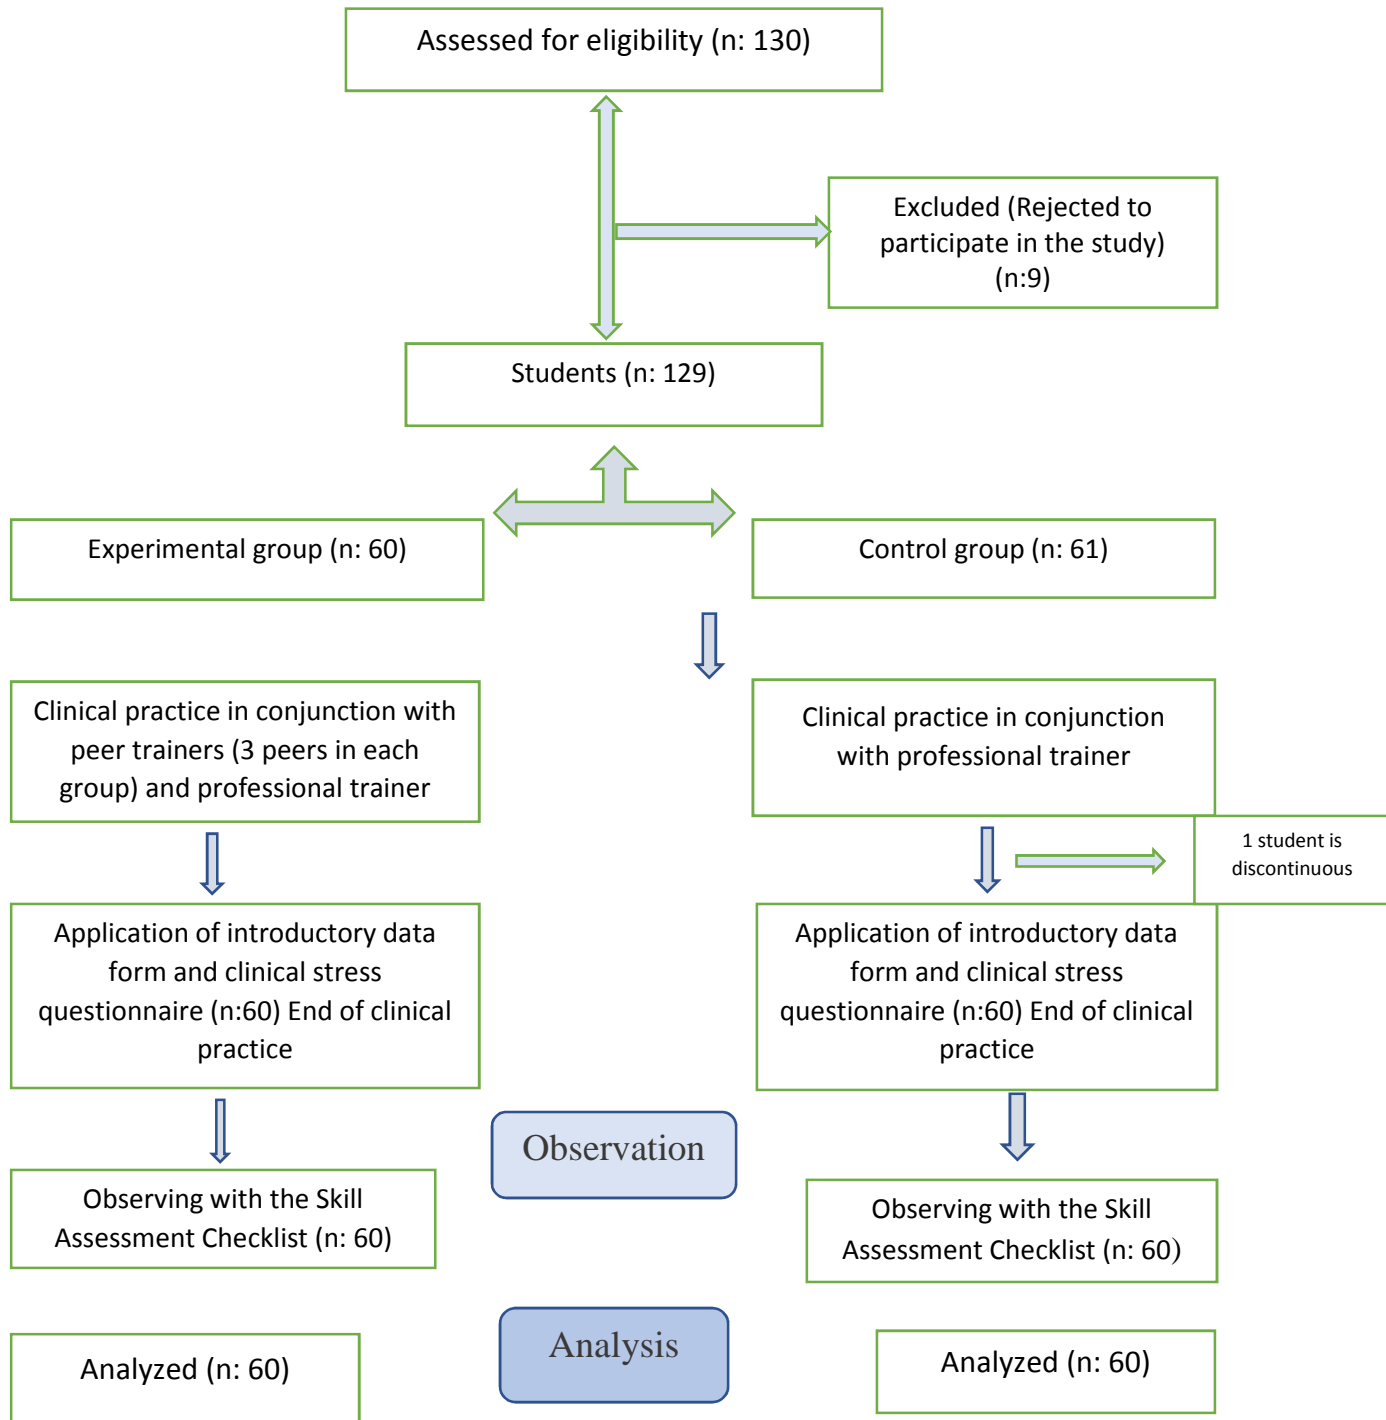 Assessed for eligibility (n: 130)
Excluded (Rejected to
participate in the study)
(n:9)
Students (n: 129)
Experimental group (n: 60)
Control group (n: 61)
Clinical practice in conjunction with
peer trainers (3 peers in each
group) and professional trainer
Clinical practice in conjunction
with professional trainer
1 student is
discontinuous
Application of introductory data
form and clinical stress
questionnaire (n:60) End of clinical
practice
Application of introductory data
form and clinical stress
questionnaire (n:60) End of clinical
practice
Observation
Observing with the Skill
Assessment Checklist (n: 60)
Observing with the Skill
Assessment Checklist (n: 60)
Analysis
Analyzed (n: 60)
Analyzed (n: 60)